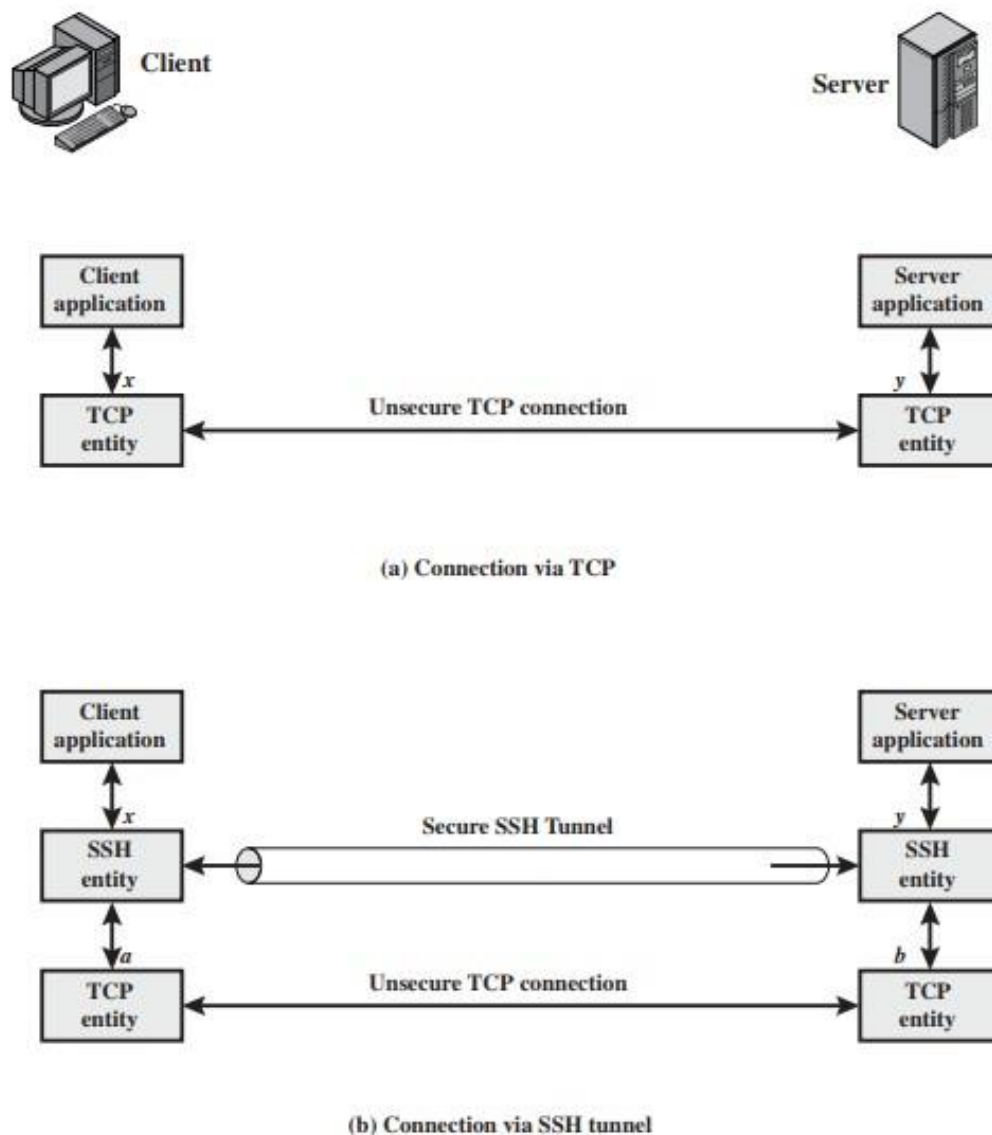 Client
Server
Client
application
Server
application
x
y
TCP
entity
Unsecure TCP connection
TCP
entity
(a) Connection via TCP
Client
application
Server
application
x
y
SSH
entity
Secure SSH Tunnel
SSH
entity
a
b
TCP
entity
Unsecure TCP connection
TCP
entity
(b) Connection via SSH tunnel